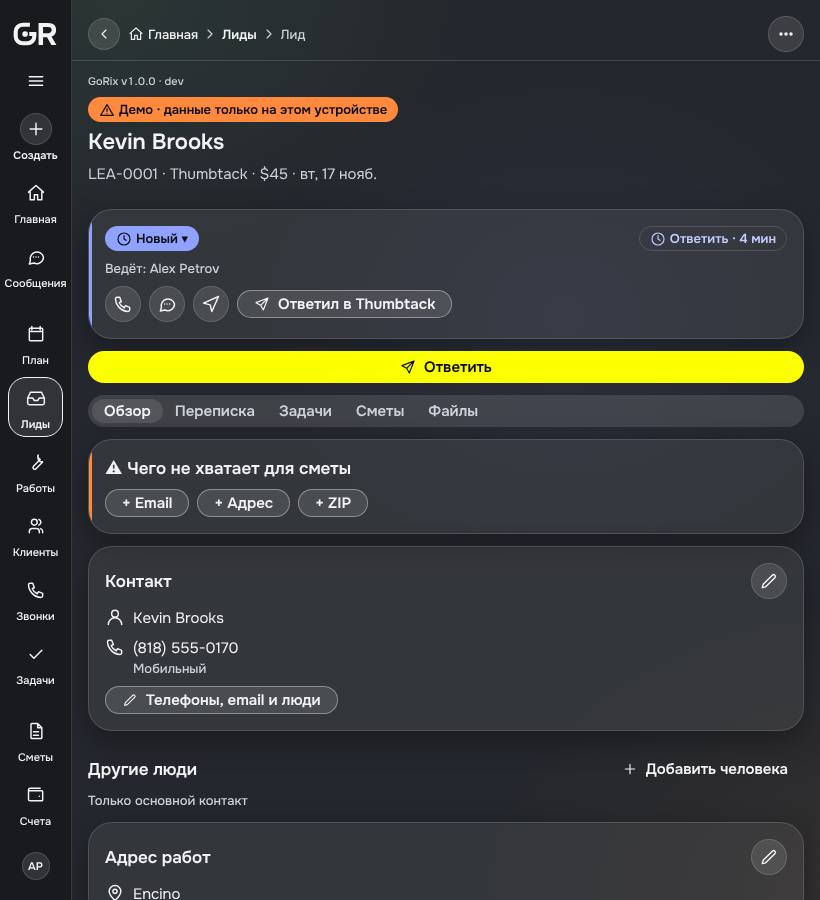 GR
Главная
Лиды
Лид
GoRix v1.0.0 · dev
Демо · данные только на этом устройстве
Kevin Brooks
LEA-0001 · Thumbtack · $45 · вт, 17 нояб.
Создать
Главная
Сообщения
План
Лиды
Работы
Клиенты
Звонки
Задачи
Сметы
Счета
AP
Новый ▾
Ответить · 4 мин
Ведёт: Alex Petrov
Ответил в Thumbtack
Ответить
Обзор
Переписка
Задачи
Сметы
Файлы
Чего не хватает для сметы
+ Email
+ Адрес
+ ZIP
Контакт
Kevin Brooks
(818) 555-0170
Мобильный
Телефоны, email и люди
Другие люди
Добавить человека
Только основной контакт
Адрес работ
Encino